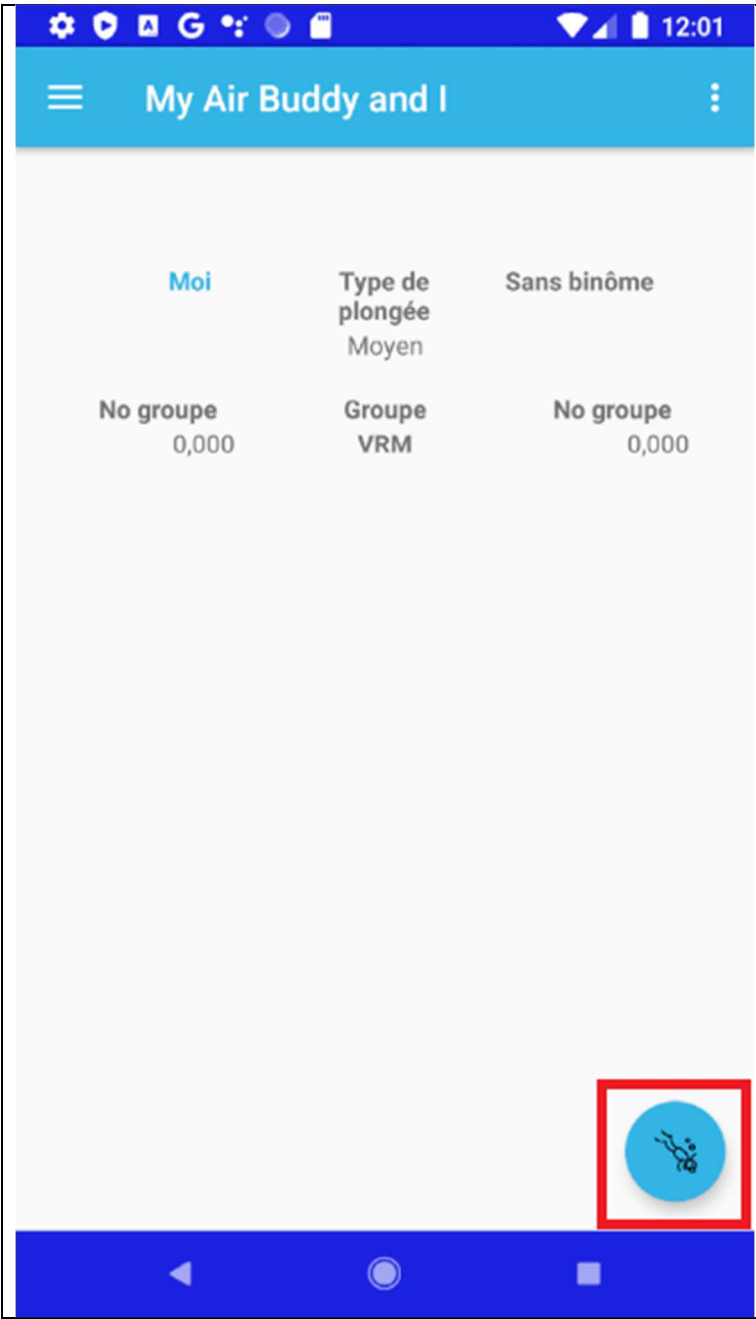 12:01
My Air Buddy and I
Moi
Type de
plongée
Sans binôme
Moyen
No groupe
Groupe
No groupe
0,000
VRM
0,000